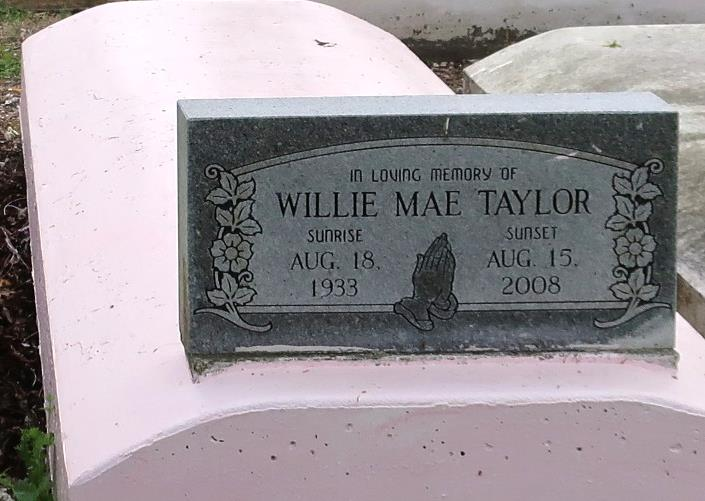 IN LOVING MEMORY OF
WILLIE MAE TAYLOR
SUNRISE SUNSET
AUG. 18, AUG. 15,
1933 2008